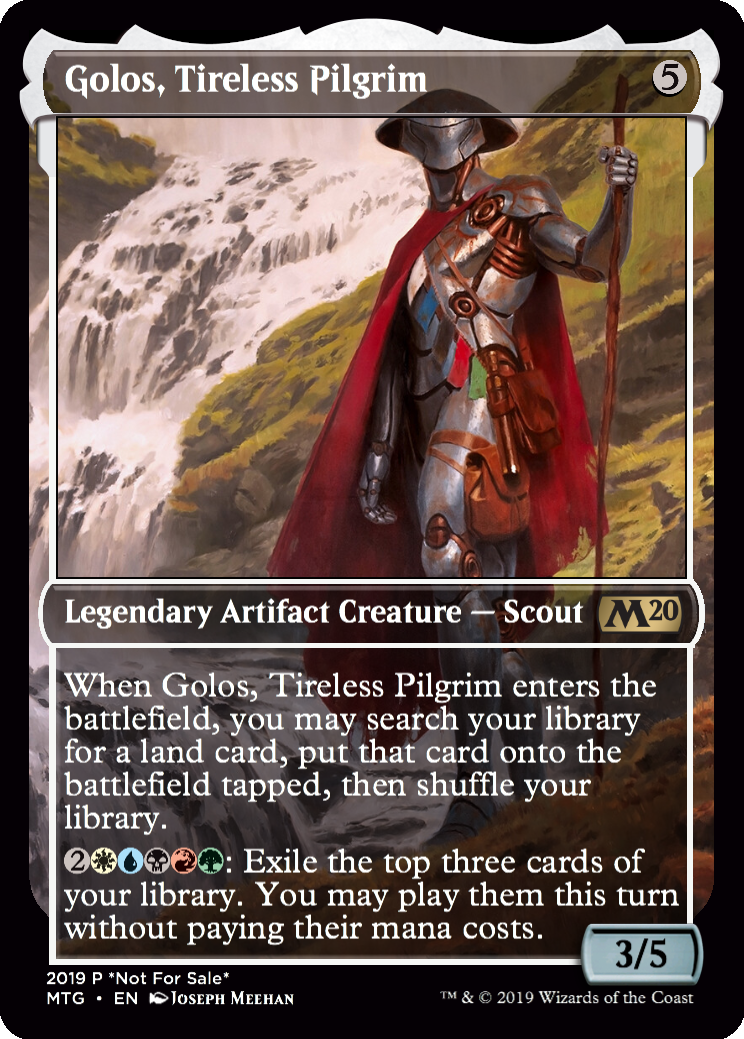 Golos, Tireless Pilgrim 5
Legendary Artifact Creature — Scout M20
When Golos, Tireless Pilgrim enters the
battlefield, you may search your library
for a land card, put that card onto the
battlefield tapped, then shuffle your
library.
2: Exile the top three cards of
your library. You may play them this turn
without paying their mana costs.
3/5
2019 P *Not For Sale*
MTG • EN Joseph Meehan
™ & © 2019 Wizards of the Coast